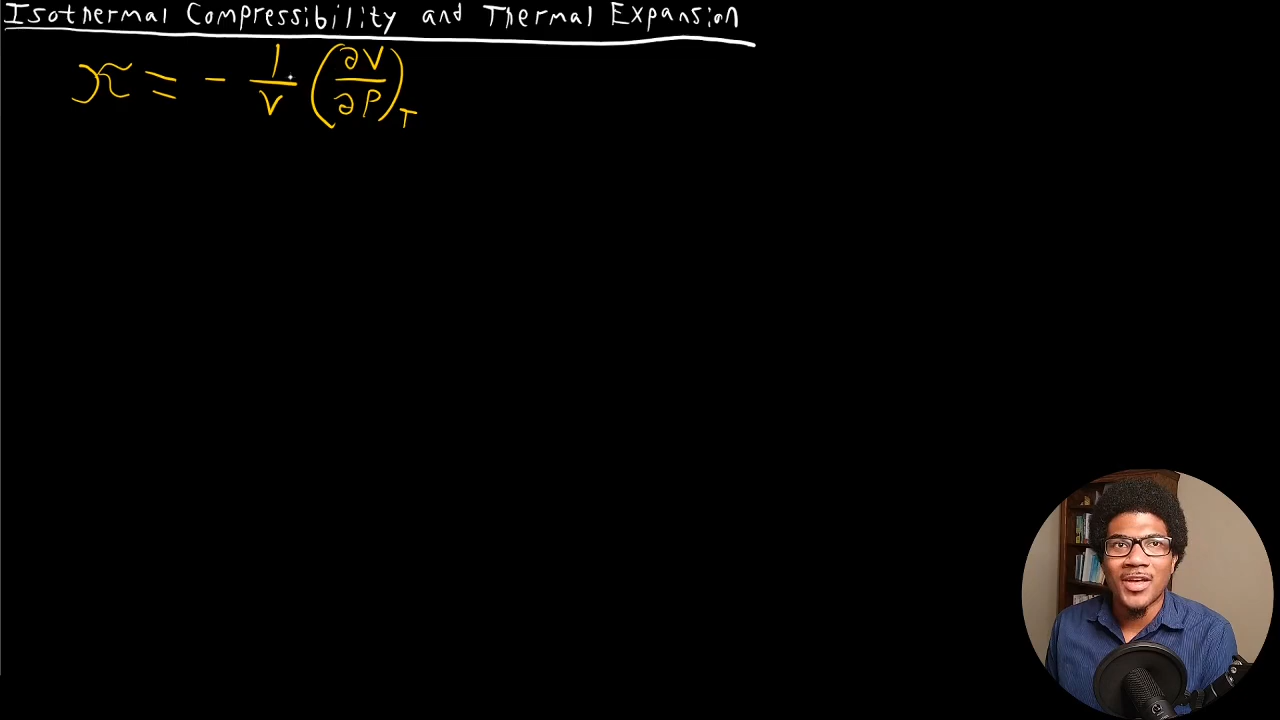 Isothermal Compressibility and Thermal Expansion
ϰ = - 1/V (∂V/∂P)_T